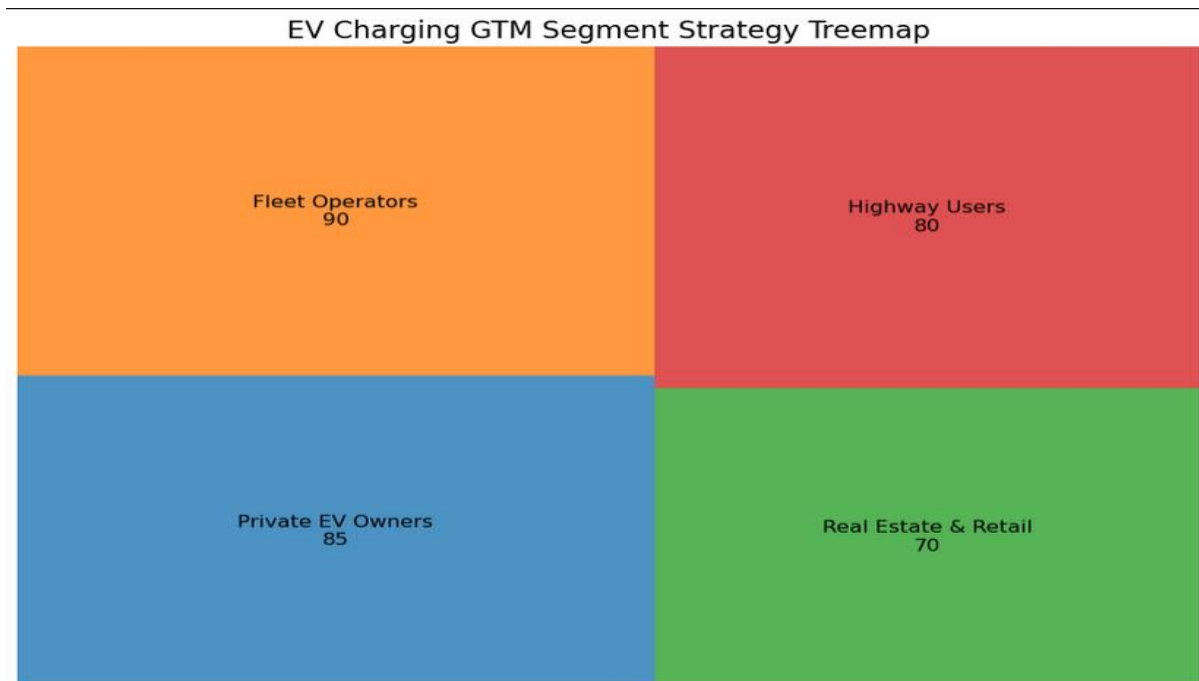 EV Charging GTM Segment Strategy Treemap
Fleet Operators
90
Highway Users
80
Private EV Owners
85
Real Estate & Retail
70